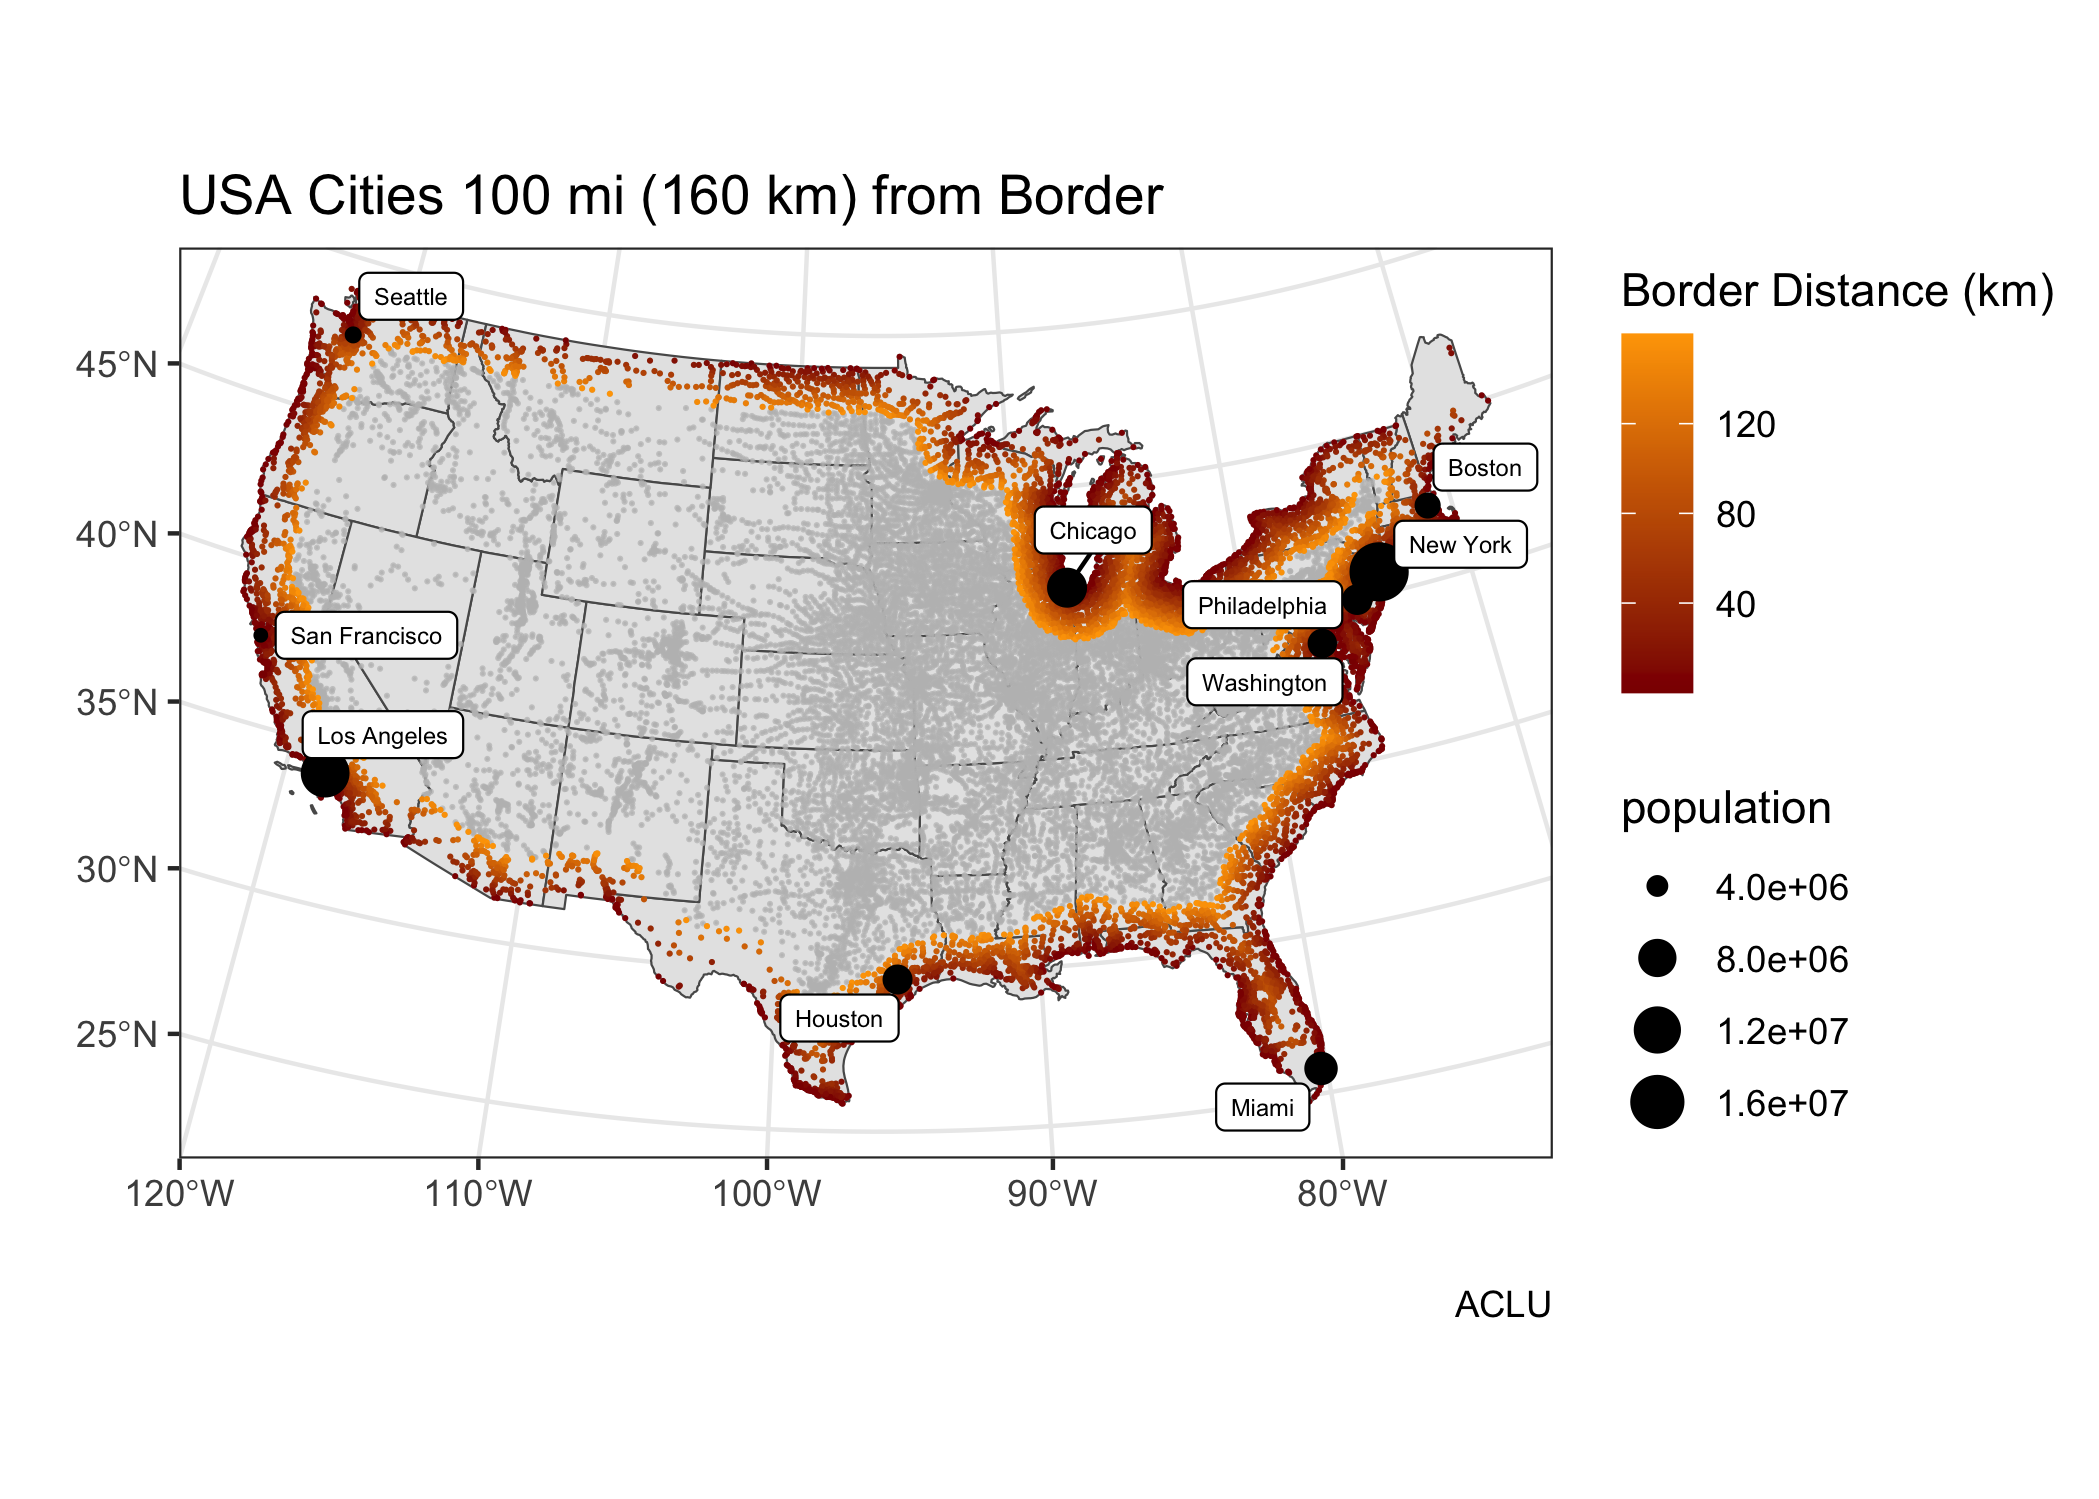 USA Cities 100 mi (160 km) from Border
45°N
40°N
35°N
30°N
25°N
120°W
110°W
100°W
90°W
80°W
Seattle
Boston
Chicago
New York
Philadelphia
San Francisco
Washington
Los Angeles
Houston
Miami
Border Distance (km)
120
80
40
population
4.0e+06
8.0e+06
1.2e+07
1.6e+07
ACLU